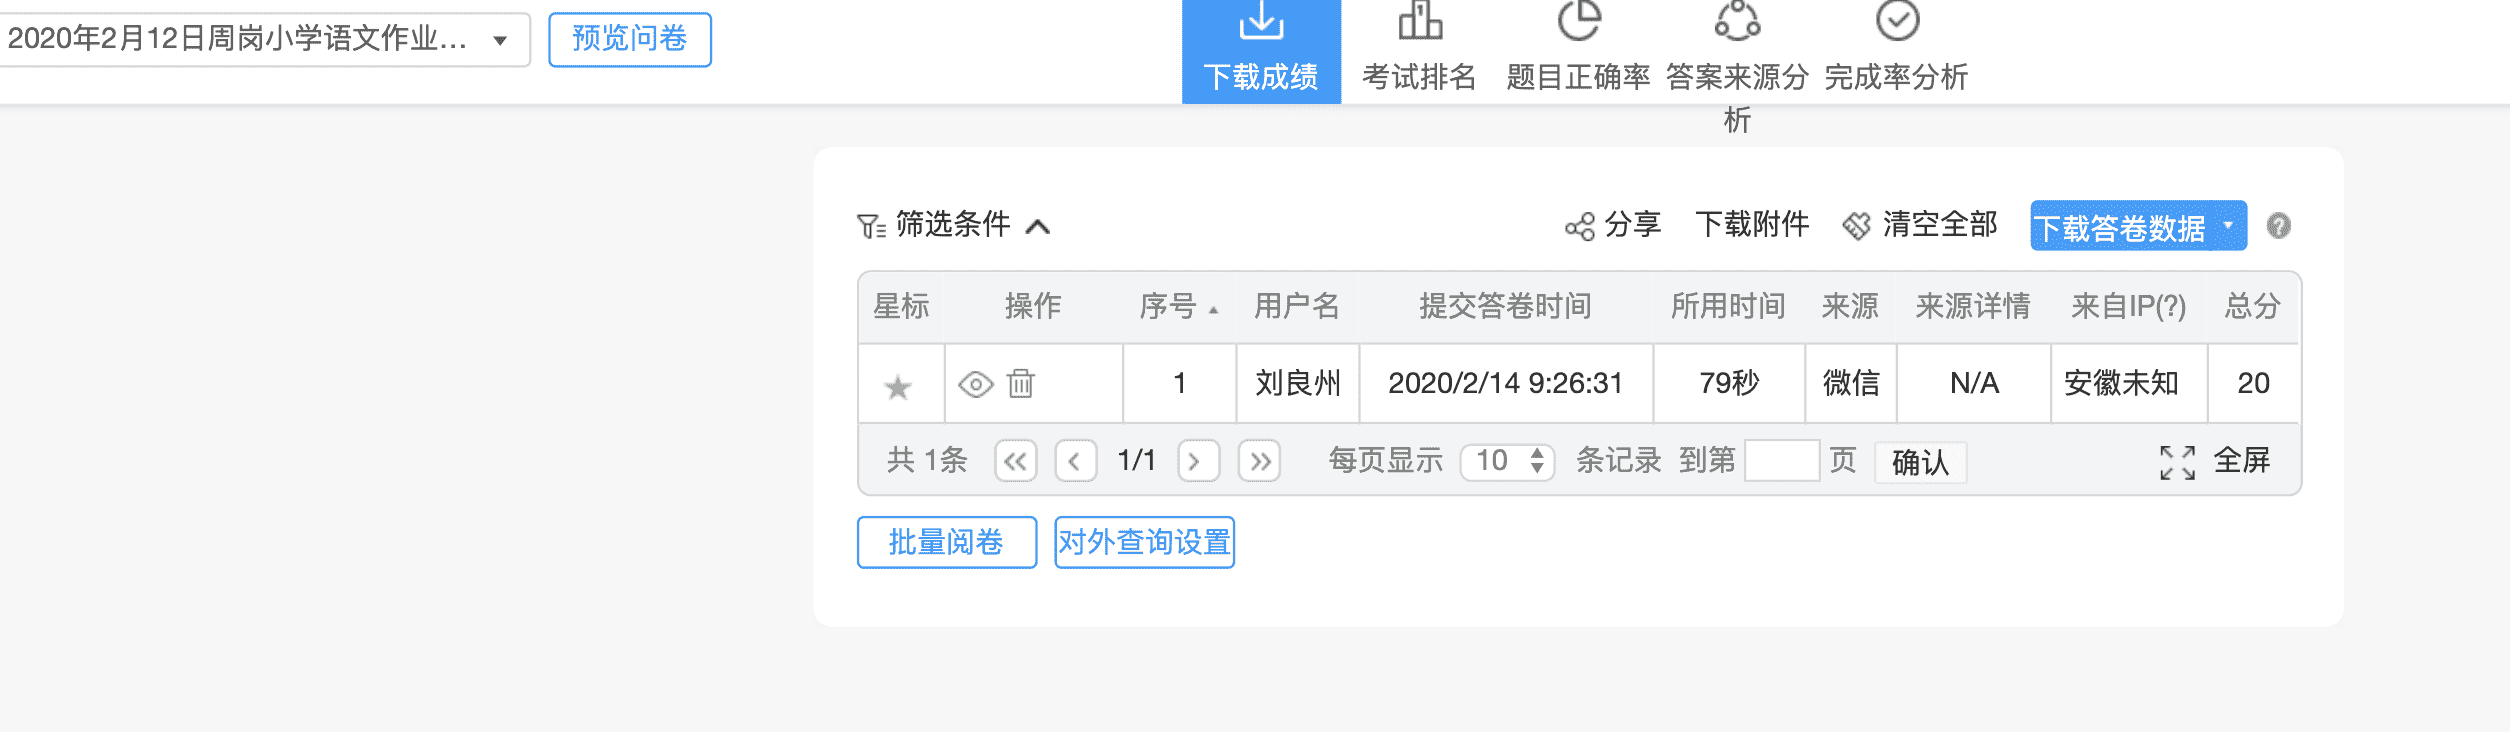 2020年2月12日周岗小学语文作业...
预览问卷
下载成绩
考试排名
题目正确率
答案来源分
析
完成率分析
筛选条件
分享
下载附件
清空全部
下载答卷数据
?
星标 操作 序号 用户名 提交答卷时间 所用时间 来源 来源详情 来自IP(?) 总分
1 刘良州 2020/2/14 9:26:31 79秒 微信 N/A 安徽未知 20
共 1条 1/1 每页显示 10 条记录 到第 页 确认 全屏
批量阅卷
对外查询设置